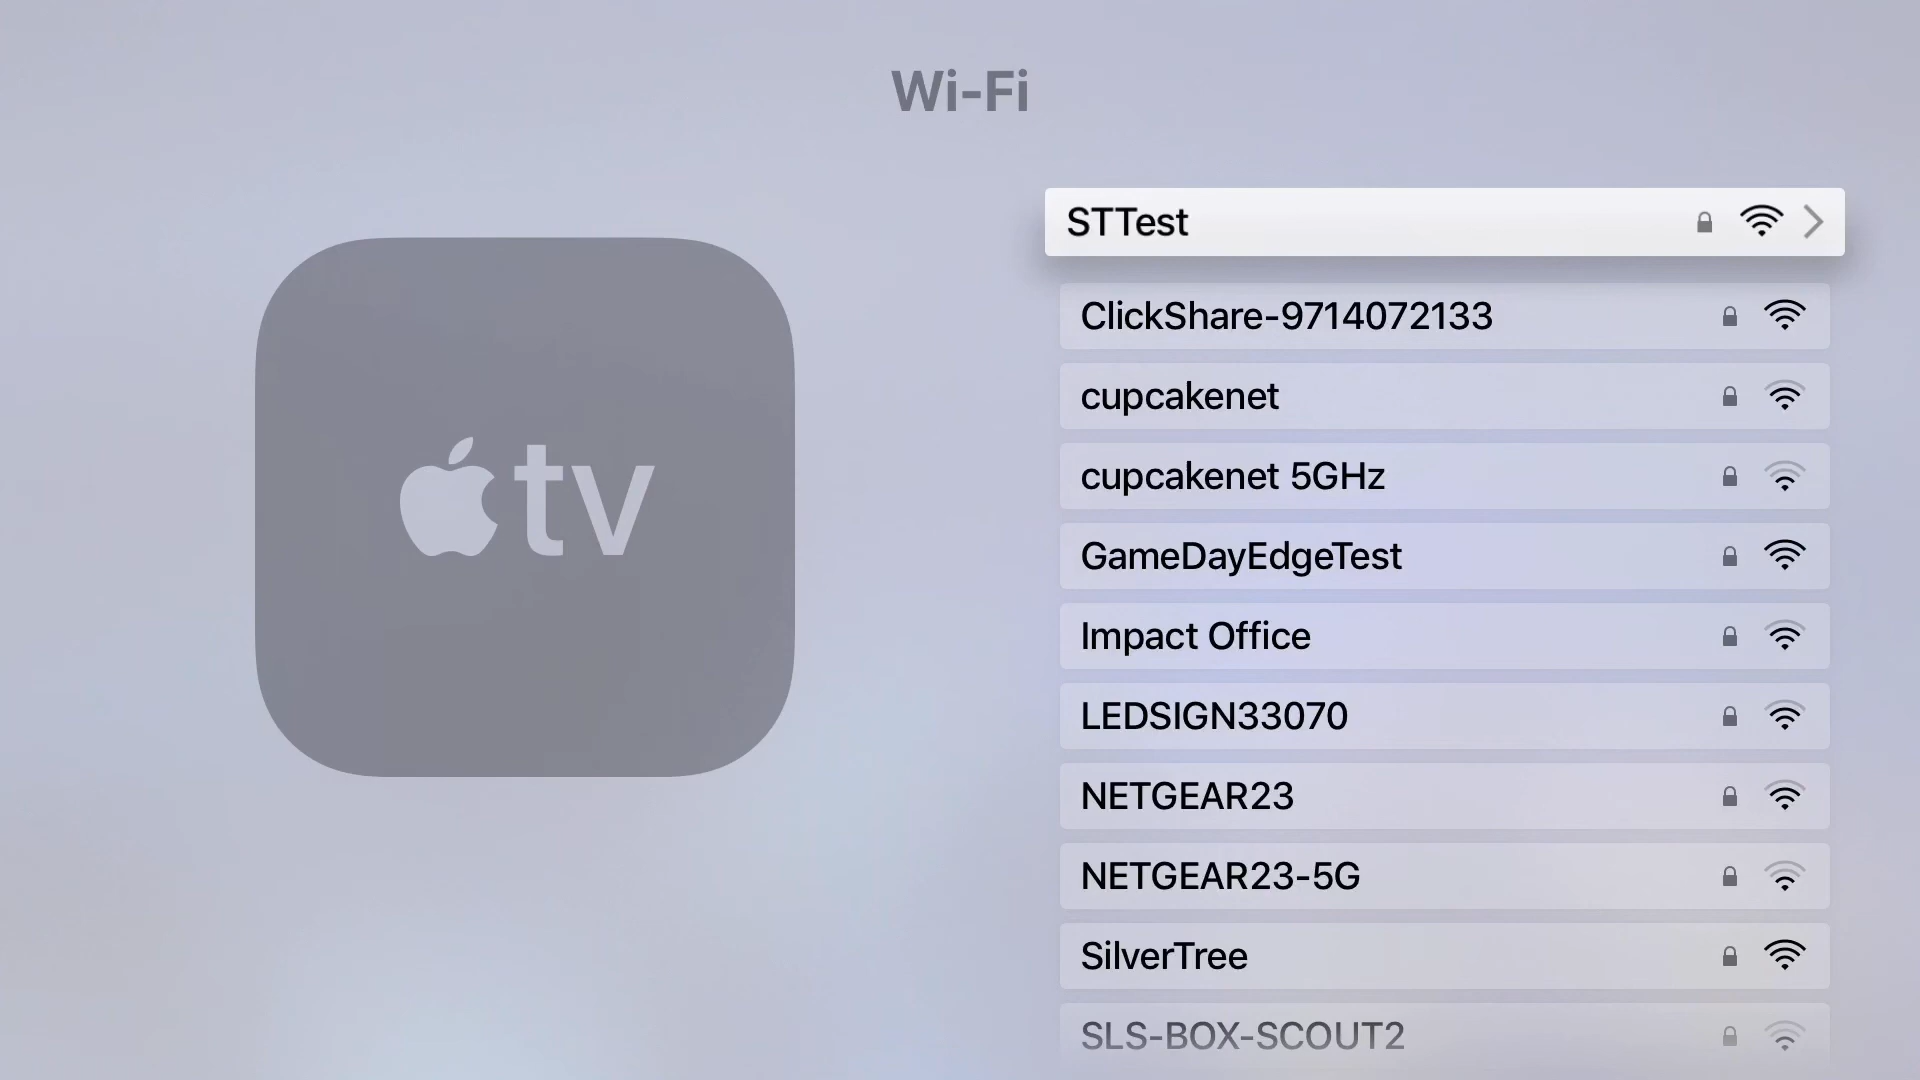 Wi-Fi
tv
STTest
ClickShare-9714072133
cupcakenet
cupcakenet 5GHz
GameDayEdgeTest
Impact Office
LEDSIGN33070
NETGEAR23
NETGEAR23-5G
SilverTree
SLS-BOX-SCOUT2